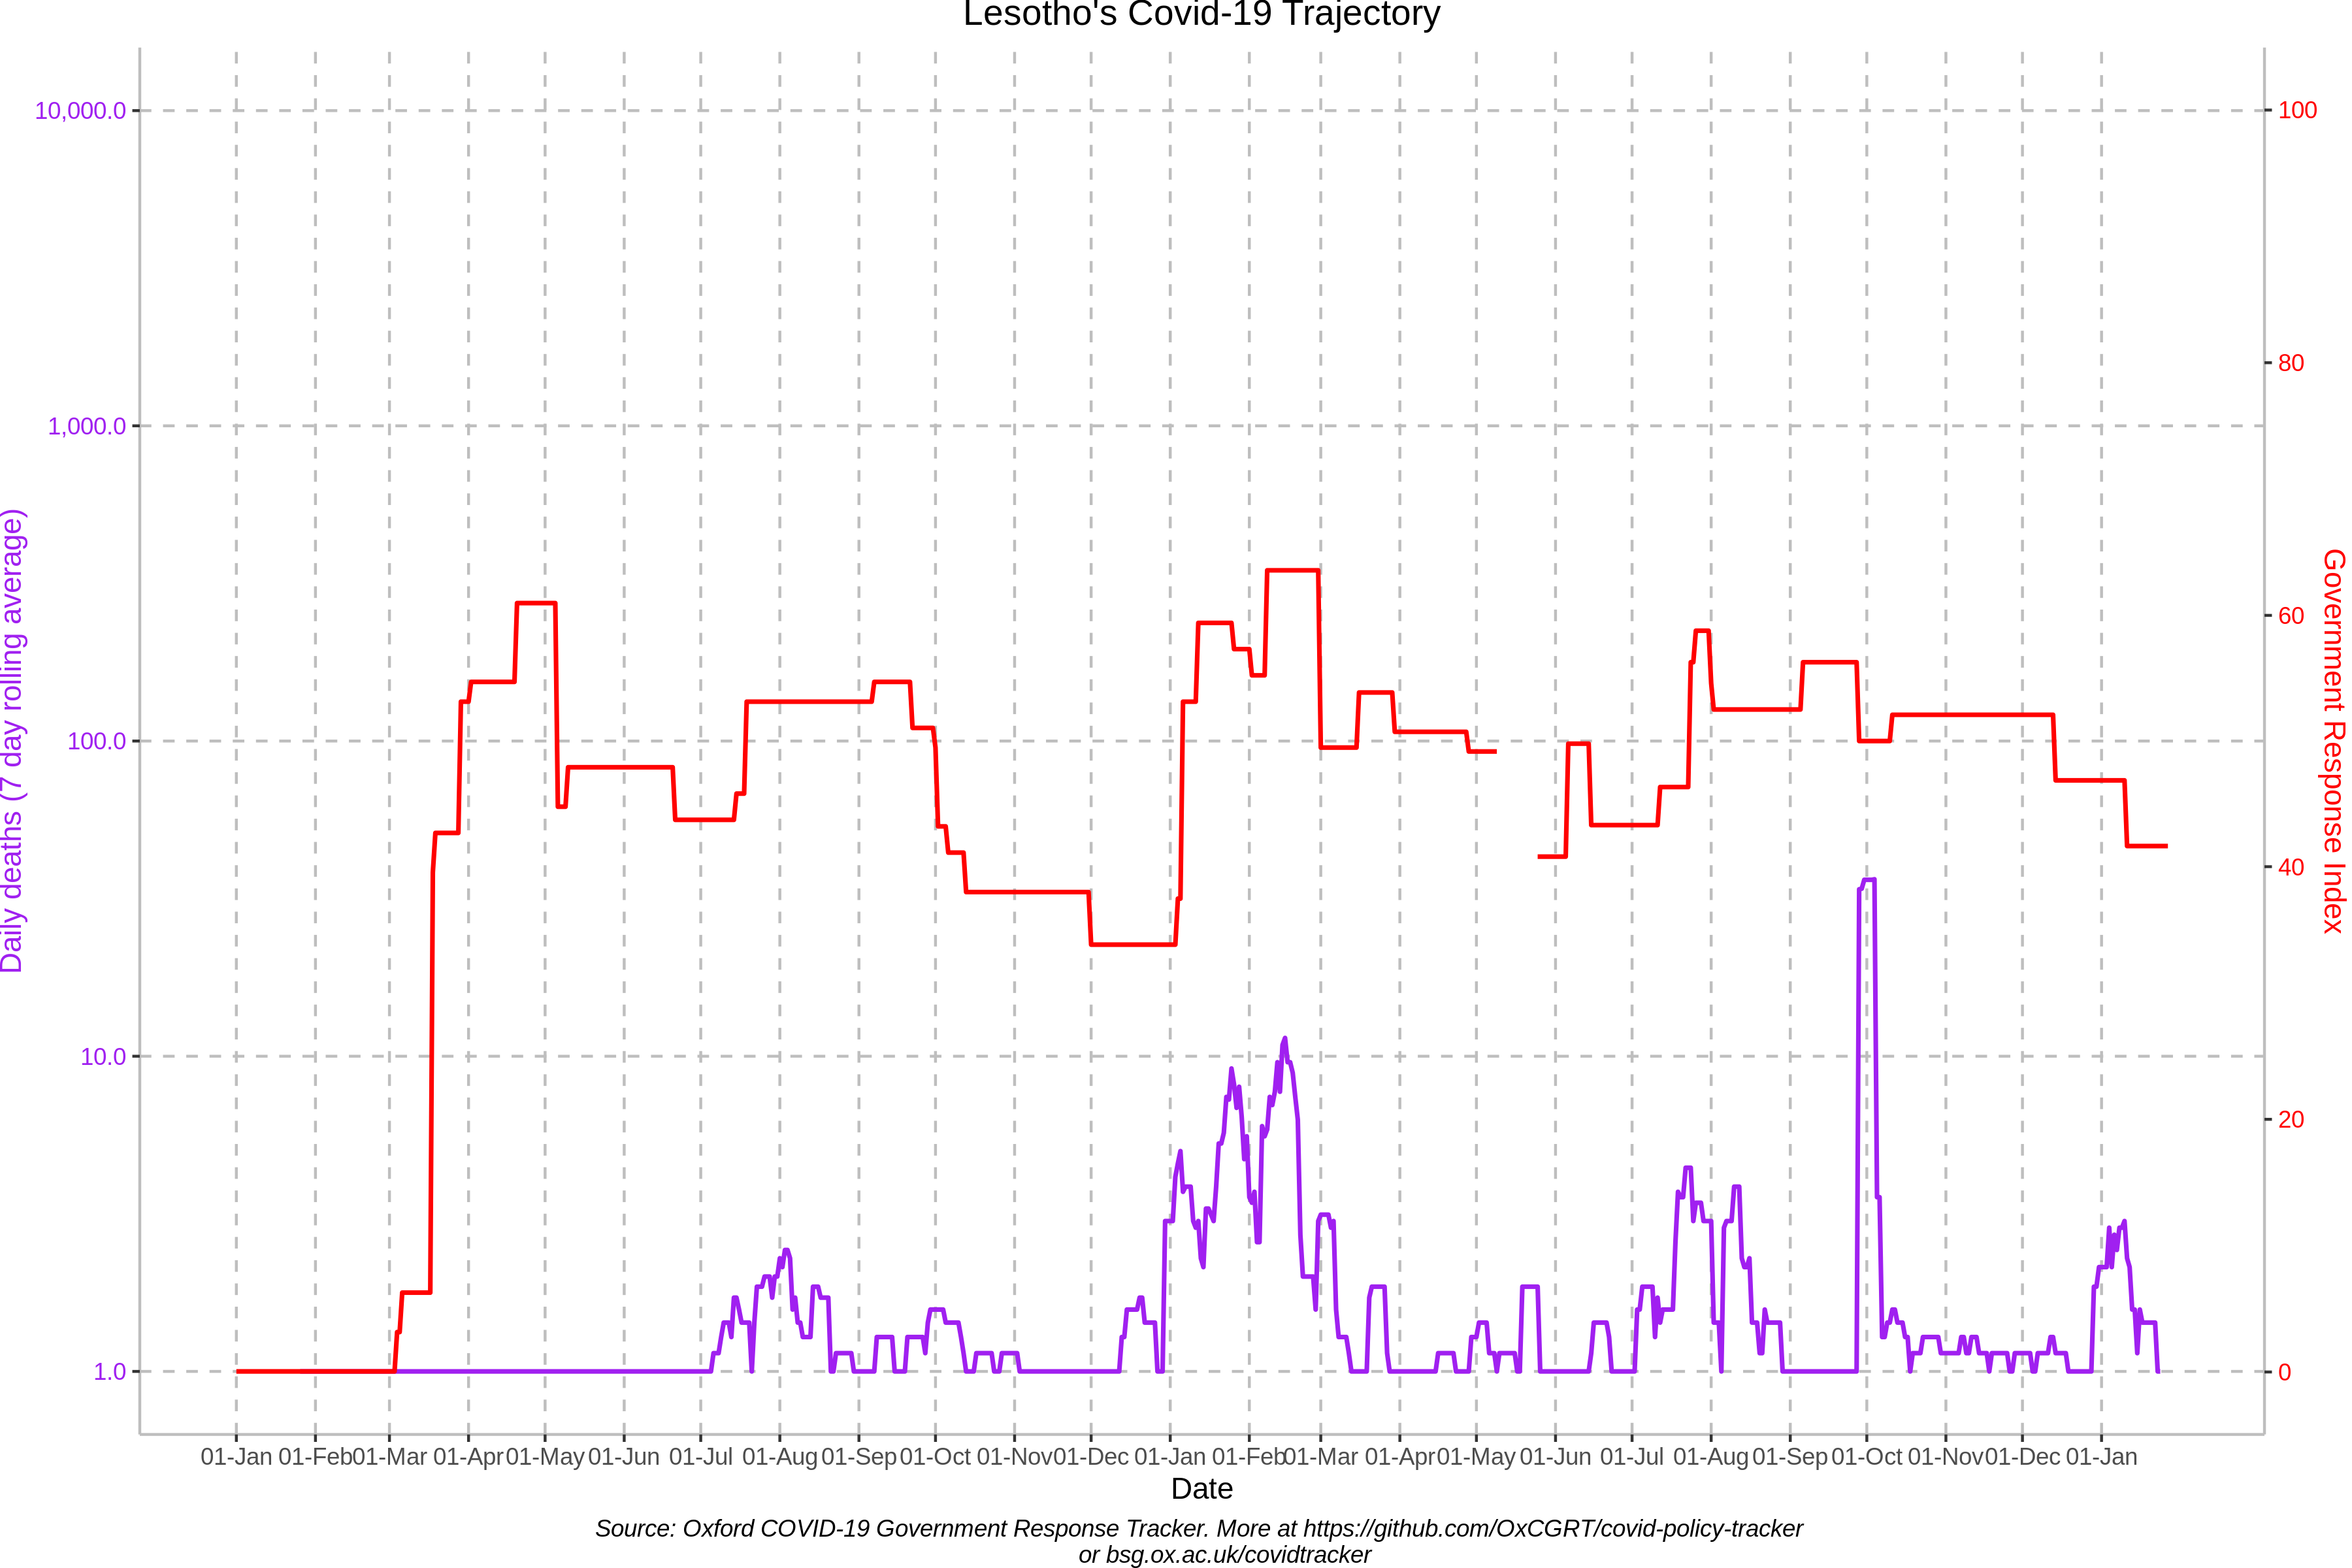 Lesotho's Covid-19 Trajectory
10,000.0
1,000.0
100.0
10.0
1.0
Daily deaths (7 day rolling average)
100
80
60
40
20
0
Government Response Index
01-Jan 01-Feb 01-Mar 01-Apr 01-May 01-Jun 01-Jul 01-Aug 01-Sep 01-Oct 01-Nov 01-Dec 01-Jan 01-Feb 01-Mar 01-Apr 01-May 01-Jun 01-Jul 01-Aug 01-Sep 01-Oct 01-Nov 01-Dec 01-Jan
Date
Source: Oxford COVID-19 Government Response Tracker. More at https://github.com/OxCGRT/covid-policy-tracker
or bsg.ox.ac.uk/covidtracker